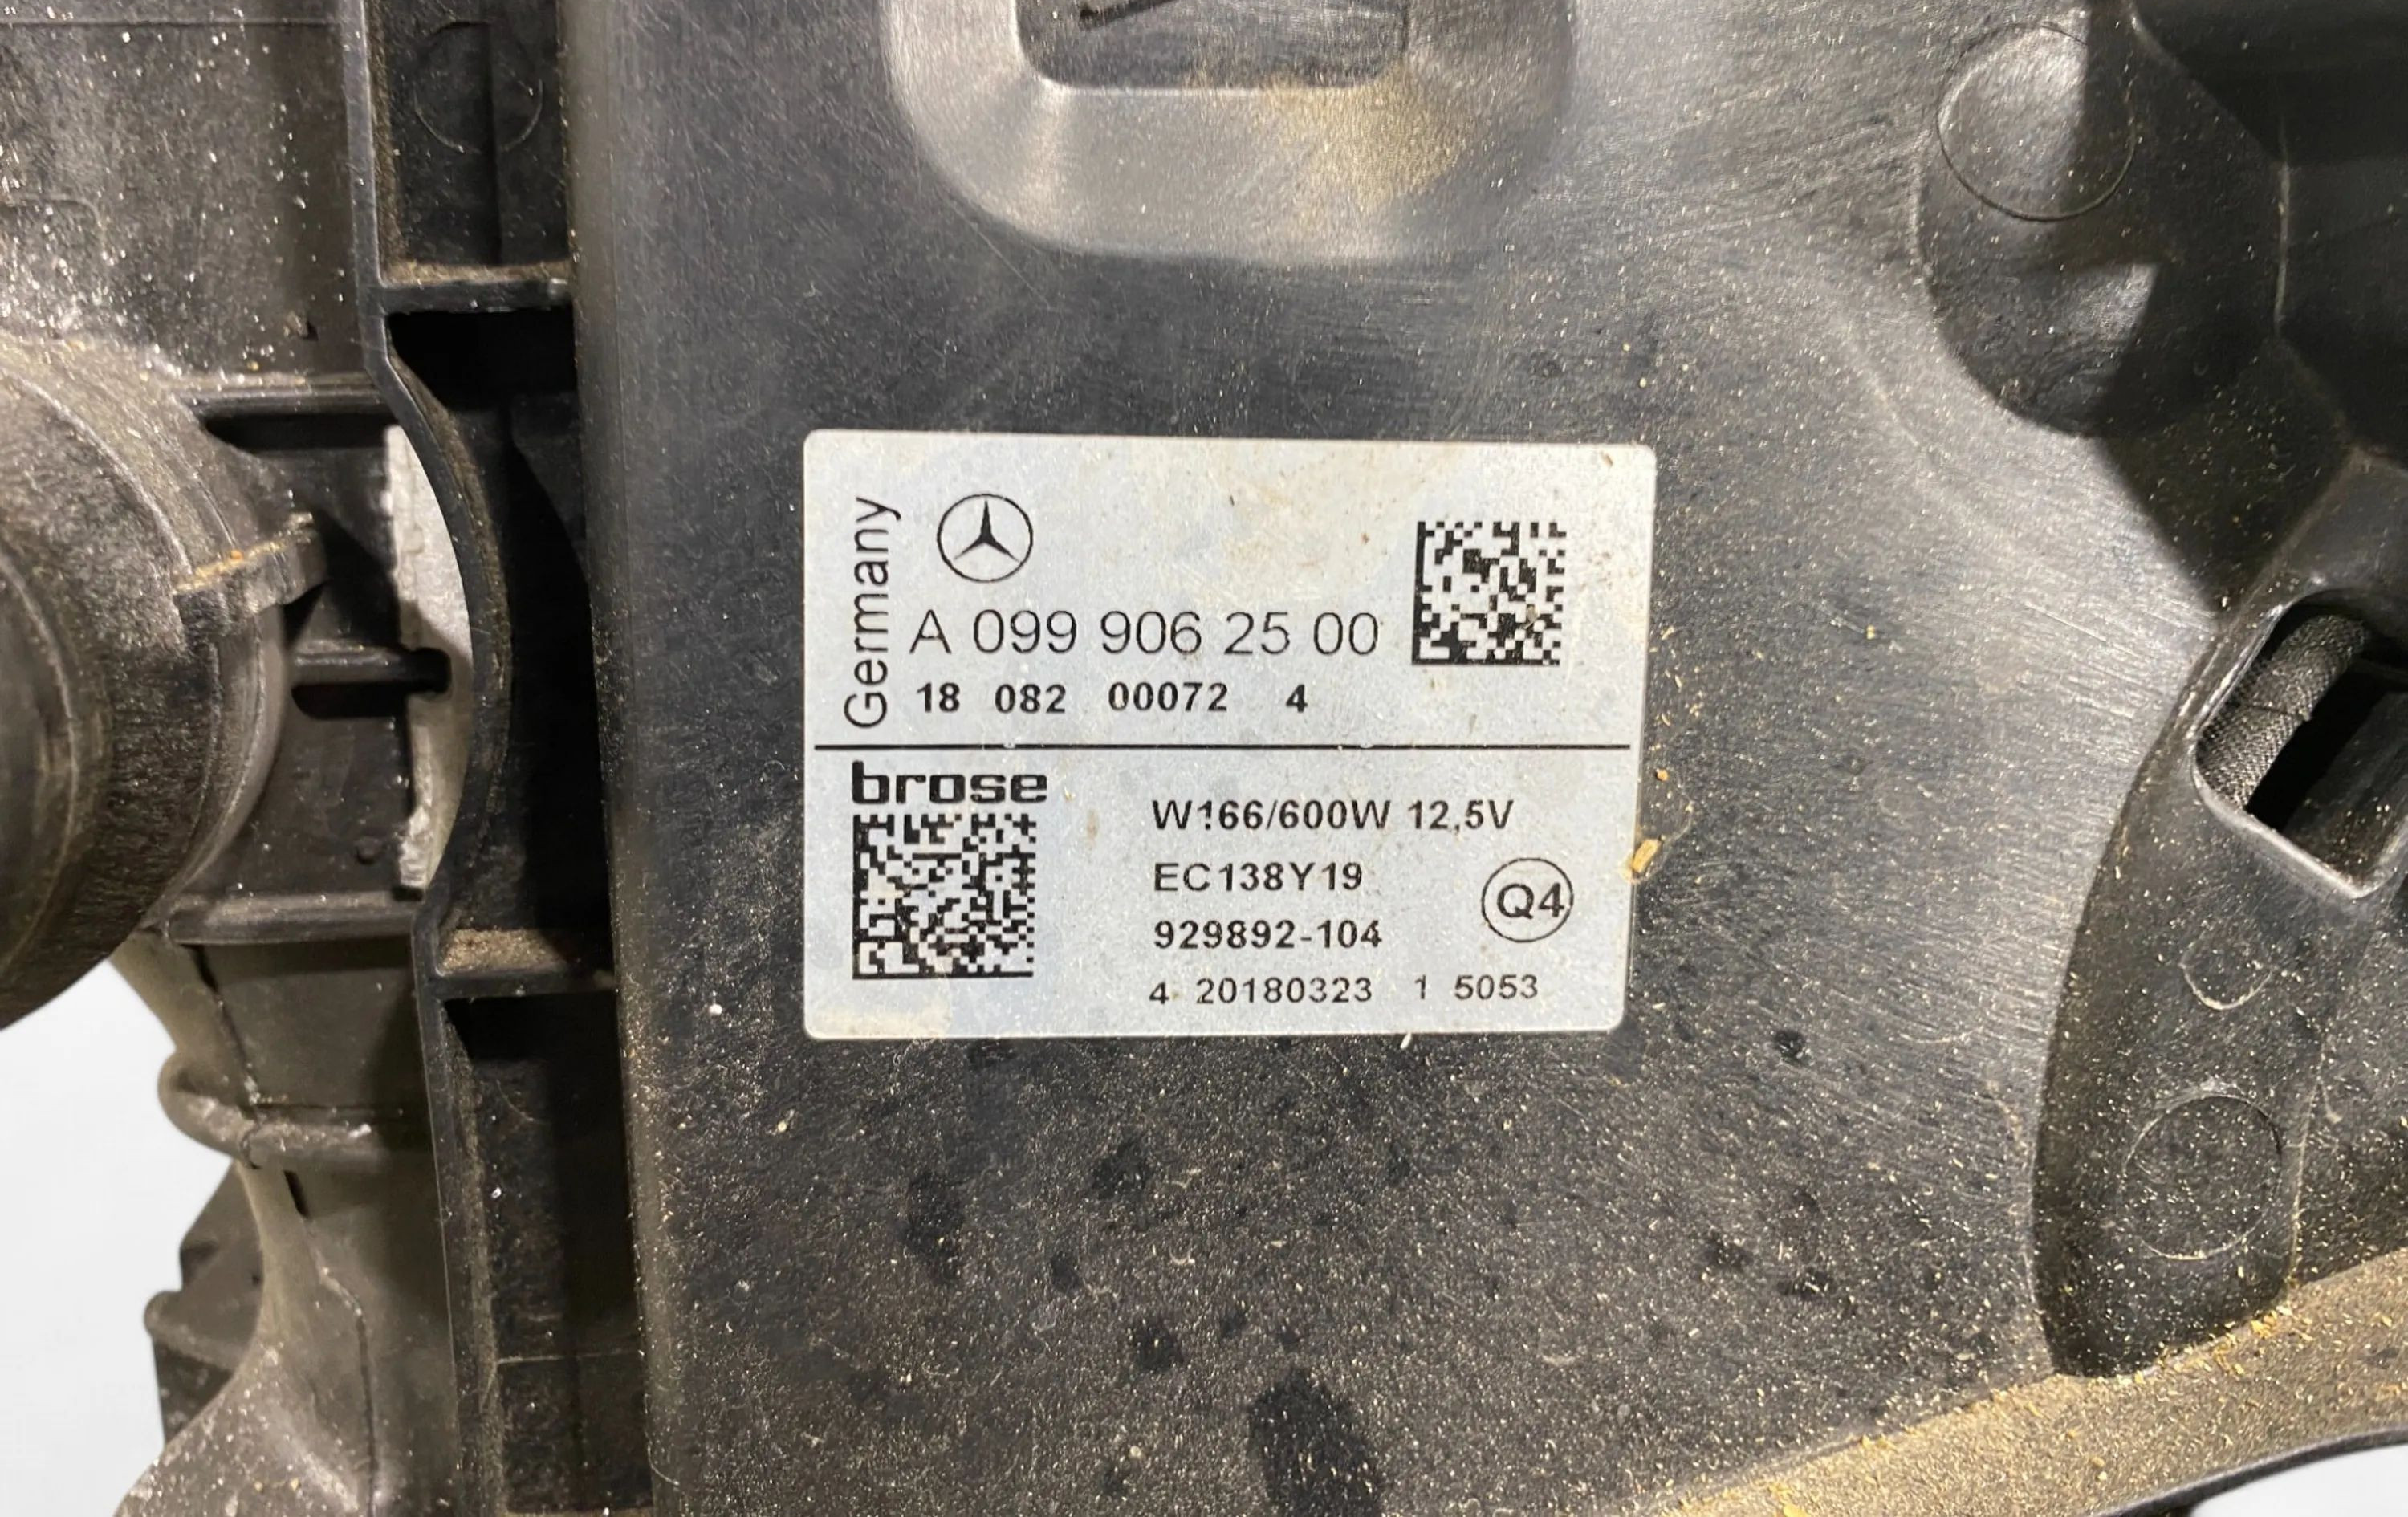 Germany
A 099 906 25 00
18 082 00072 4
brose
W166/600W 12,5V
EC138Y19
929892-104
Q4
4 20180323 1 5053